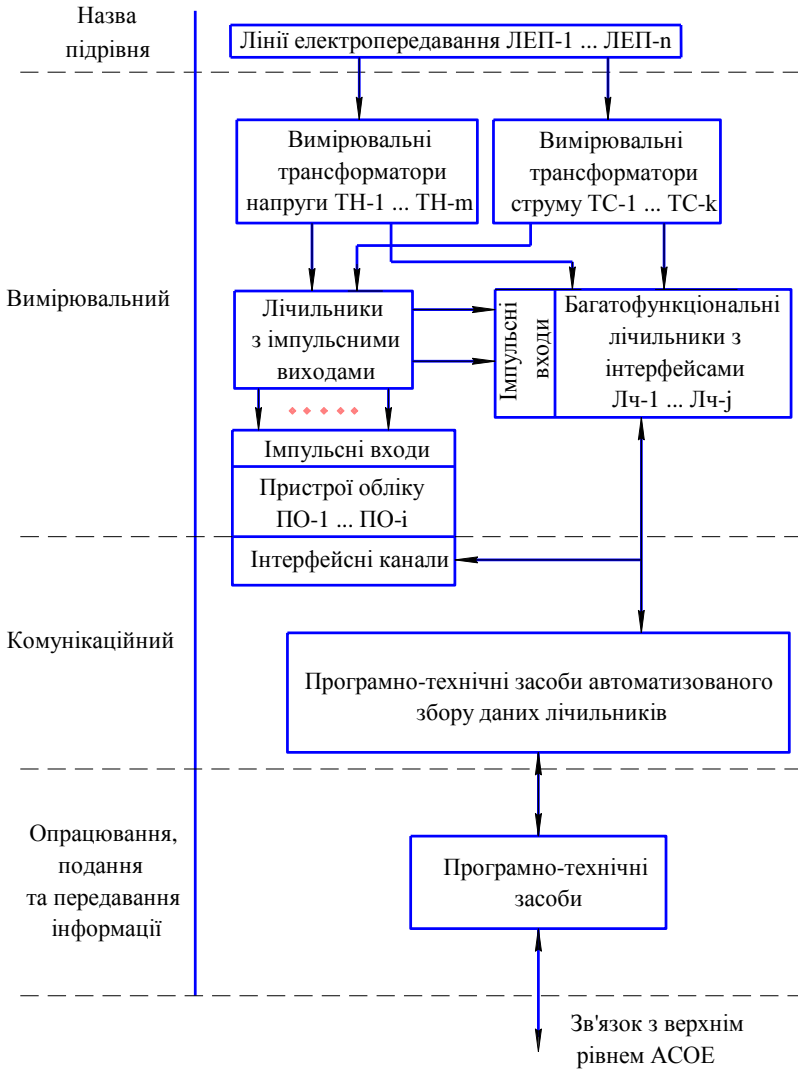 Назва
підрівня
Лінії електропередавання ЛЕП-1 ... ЛЕП-n
Вимірювальні
трансформатори
напруги ТН-1 ... ТН-m
Вимірювальні
трансформатори
струму ТС-1 ... ТС-k
Вимірювальний
Лічильники
з імпульсними
виходами
Імпульсні
входи
Багатофункціональні
лічильники з
інтерфейсами
Лч-1 ... Лч-j
Імпульсні входи
Пристрої обліку
ПО-1 ... ПО-i
Інтерфейсні канали
Комунікаційний
Програмно-технічні засоби автоматизованого
збору даних лічильників
Опрацювання,
подання
та передавання
інформації
Програмно-технічні
засоби
Зв'язок з верхнім
рівнем АСОЕ